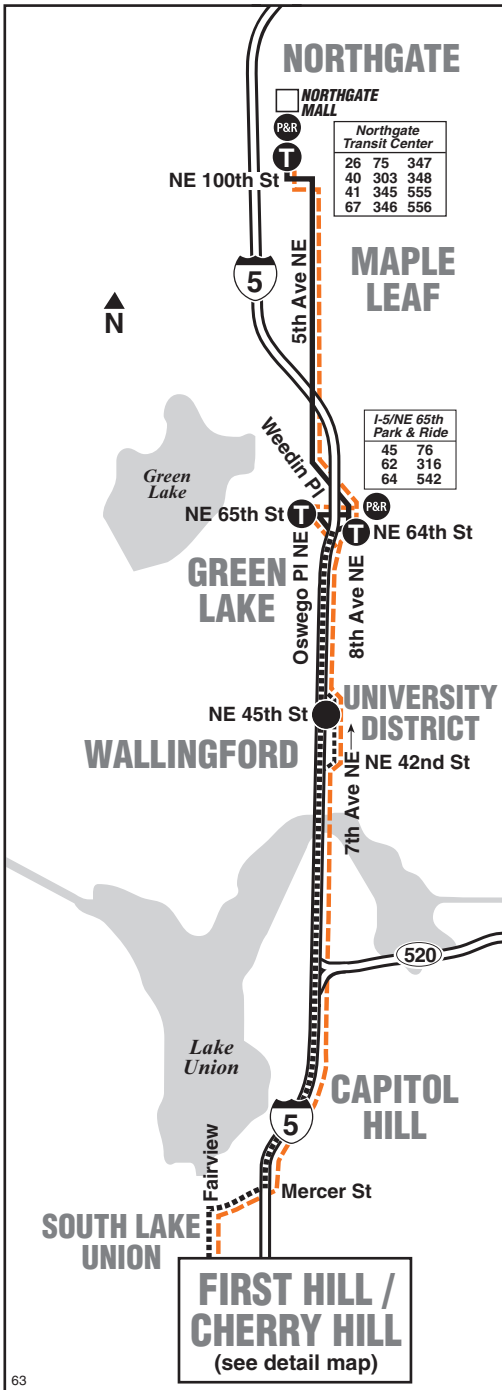 NORTHGATE
NORTHGATE
MALL
P&R
T
Northgate
Transit Center
26 75 347
40 303 348
41 345 555
67 346 556
NE 100th St
5th Ave NE
MAPLE
LEAF
5
N
Weedin Pl
I-5/NE 65th
Park & Ride
45 76
62 316
64 542
Green
Lake
P&R
NE 65th St
T
T
NE 64th St
GREEN
LAKE
Oswego Pl NE
8th Ave NE
NE 45th St
UNIVERSITY
DISTRICT
WALLINGFORD
7th Ave NE
NE 42nd St
520
Lake
Union
CAPITOL
HILL
5
Fairview
Mercer St
SOUTH LAKE
UNION
FIRST HILL /
CHERRY HILL
(see detail map)
63